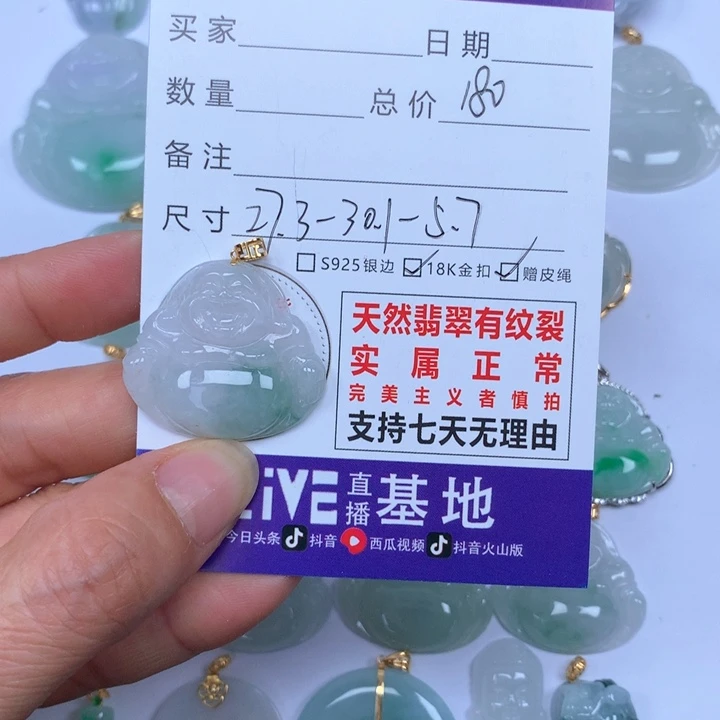 买家 日期
数量 总价 180
备注
尺寸 27.3-30.1-5.7
S925银边 18K金扣 赠皮绳
天然翡翠有纹裂
实属正常
完美主义者慎拍
支持七天无理由
LiVE 直播 基地
今日头条 抖音 西瓜视频 抖音火山版